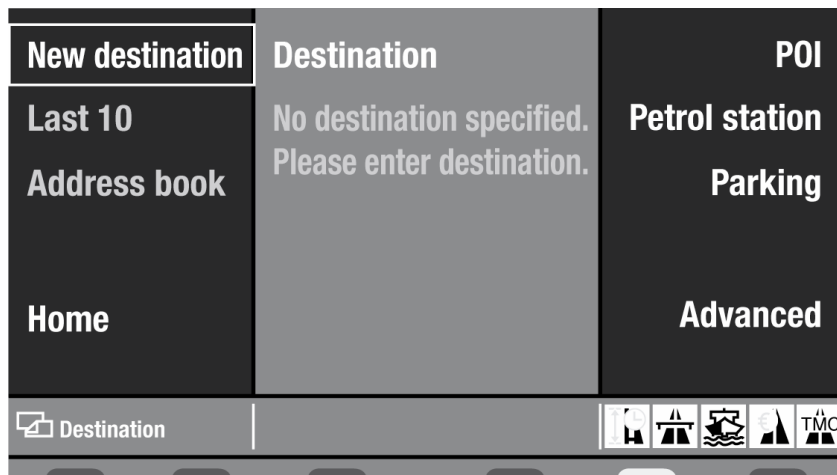 New destination
Last 10
Address book
Home
Destination
No destination specified.
Please enter destination.
POI
Petrol station
Parking
Advanced
Destination
€
TMC